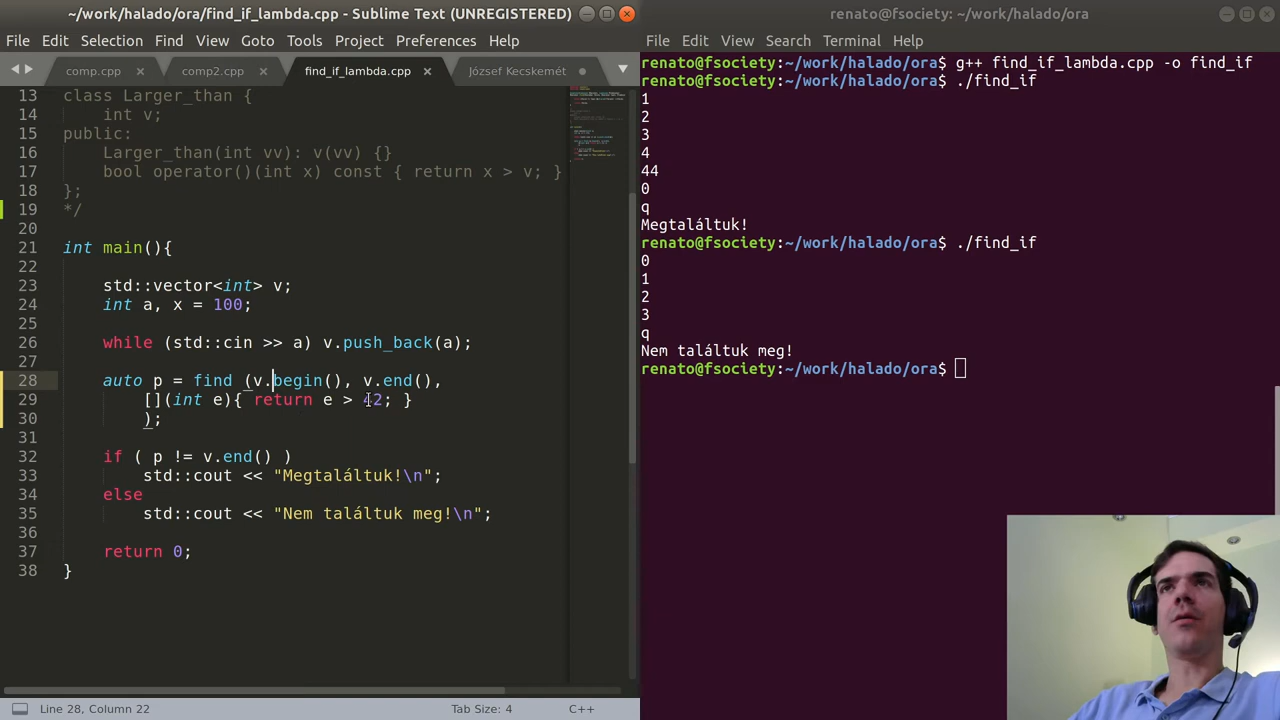 ~/work/halado/ora/find_if_lambda.cpp - Sublime Text (UNREGISTERED)
File Edit Selection Find View Goto Tools Project Preferences Help
comp.cpp comp2.cpp find_if_lambda.cpp József Kecskemét
13 class Larger_than {
14 int v;
15 public:
16 Larger_than(int vv): v(vv) {}
17 bool operator()(int x) const { return x > v; }
18 };
19 */
20
21 int main(){
22
23 std::vector<int> v;
24 int a, x = 100;
25
26 while (std::cin >> a) v.push_back(a);
27
28 auto p = find (v.begin(), v.end(),
29 [](int e){ return e > 42; }
30 );
31
32 if ( p != v.end() )
33 std::cout << "Megtaláltuk!\n";
34 else
35 std::cout << "Nem találtuk meg!\n";
36
37 return 0;
38 }
Line 28, Column 22 Tab Size: 4 C++
renato@fsociety: ~/work/halado/ora
File Edit View Search Terminal Help
renato@fsociety:~/work/halado/ora$ g++ find_if_lambda.cpp -o find_if
renato@fsociety:~/work/halado/ora$ ./find_if
1
2
3
4
44
0
q
Megtaláltuk!
renato@fsociety:~/work/halado/ora$ ./find_if
0
1
2
3
q
Nem találtuk meg!
renato@fsociety:~/work/halado/ora$